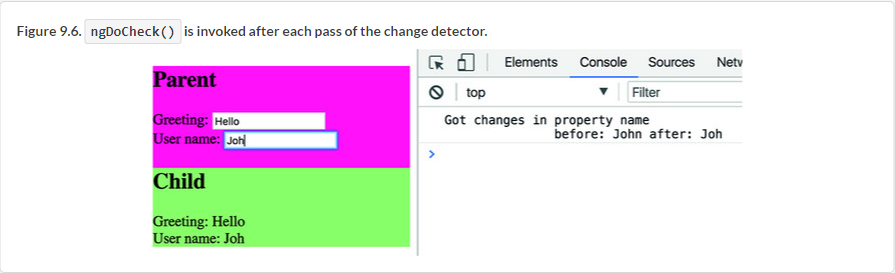 Figure 9.6. ngDoCheck() is invoked after each pass of the change detector.
Parent
Greeting: Hello
User name: Joh
Child
Greeting: Hello
User name: Joh
Elements Console Sources Netw
top ▼ Filter
Got changes in property name
before: John after: Joh
>